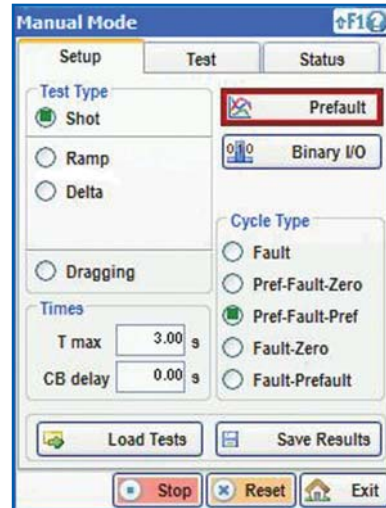 Manual Mode
F1
Setup Test Status
Test Type
Shot
Ramp
Delta
Dragging
Prefault
010 Binary I/O
Cycle Type
Fault
Pref-Fault-Zero
Pref-Fault-Pref
Fault-Zero
Fault-Prefault
Times
T max 3.00 s
CB delay 0.00 s
Load Tests Save Results
Stop Reset Exit